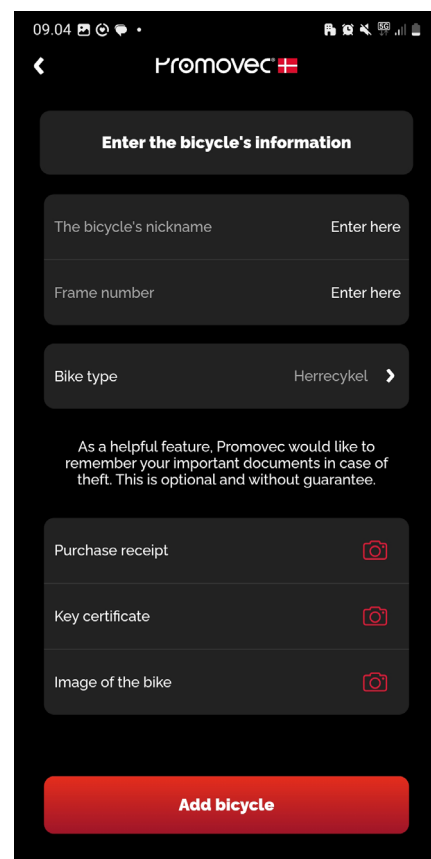 09.04
5G
Promovec
Enter the bicycle's information
The bicycle's nickname Enter here
Frame number Enter here
Bike type Herrecykel
As a helpful feature, Promovec would like to
remember your important documents in case of
theft. This is optional and without guarantee.
Purchase receipt
Key certificate
Image of the bike
Add bicycle